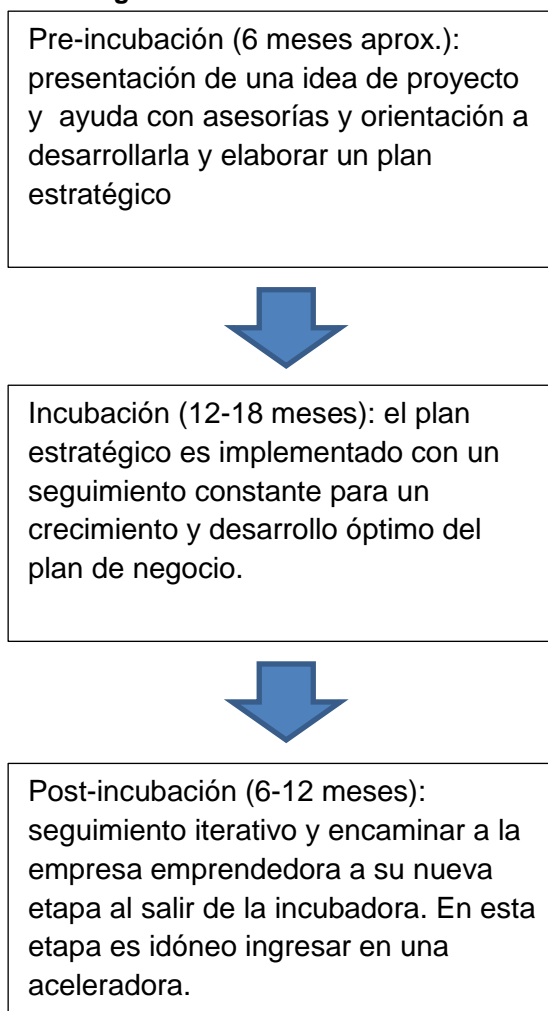 Pre-incubación (6 meses aprox.):
presentación de una idea de proyecto
y  ayuda con asesorías y orientación a
desarrollarla y elaborar un plan
estratégico
Incubación (12-18 meses): el plan
estratégico es implementado con un
seguimiento constante para un
crecimiento y desarrollo óptimo del
plan de negocio.
Post-incubación (6-12 meses):
seguimiento iterativo y encaminar a la
empresa emprendedora a su nueva
etapa al salir de la incubadora. En esta
etapa es idóneo ingresar en una
aceleradora.